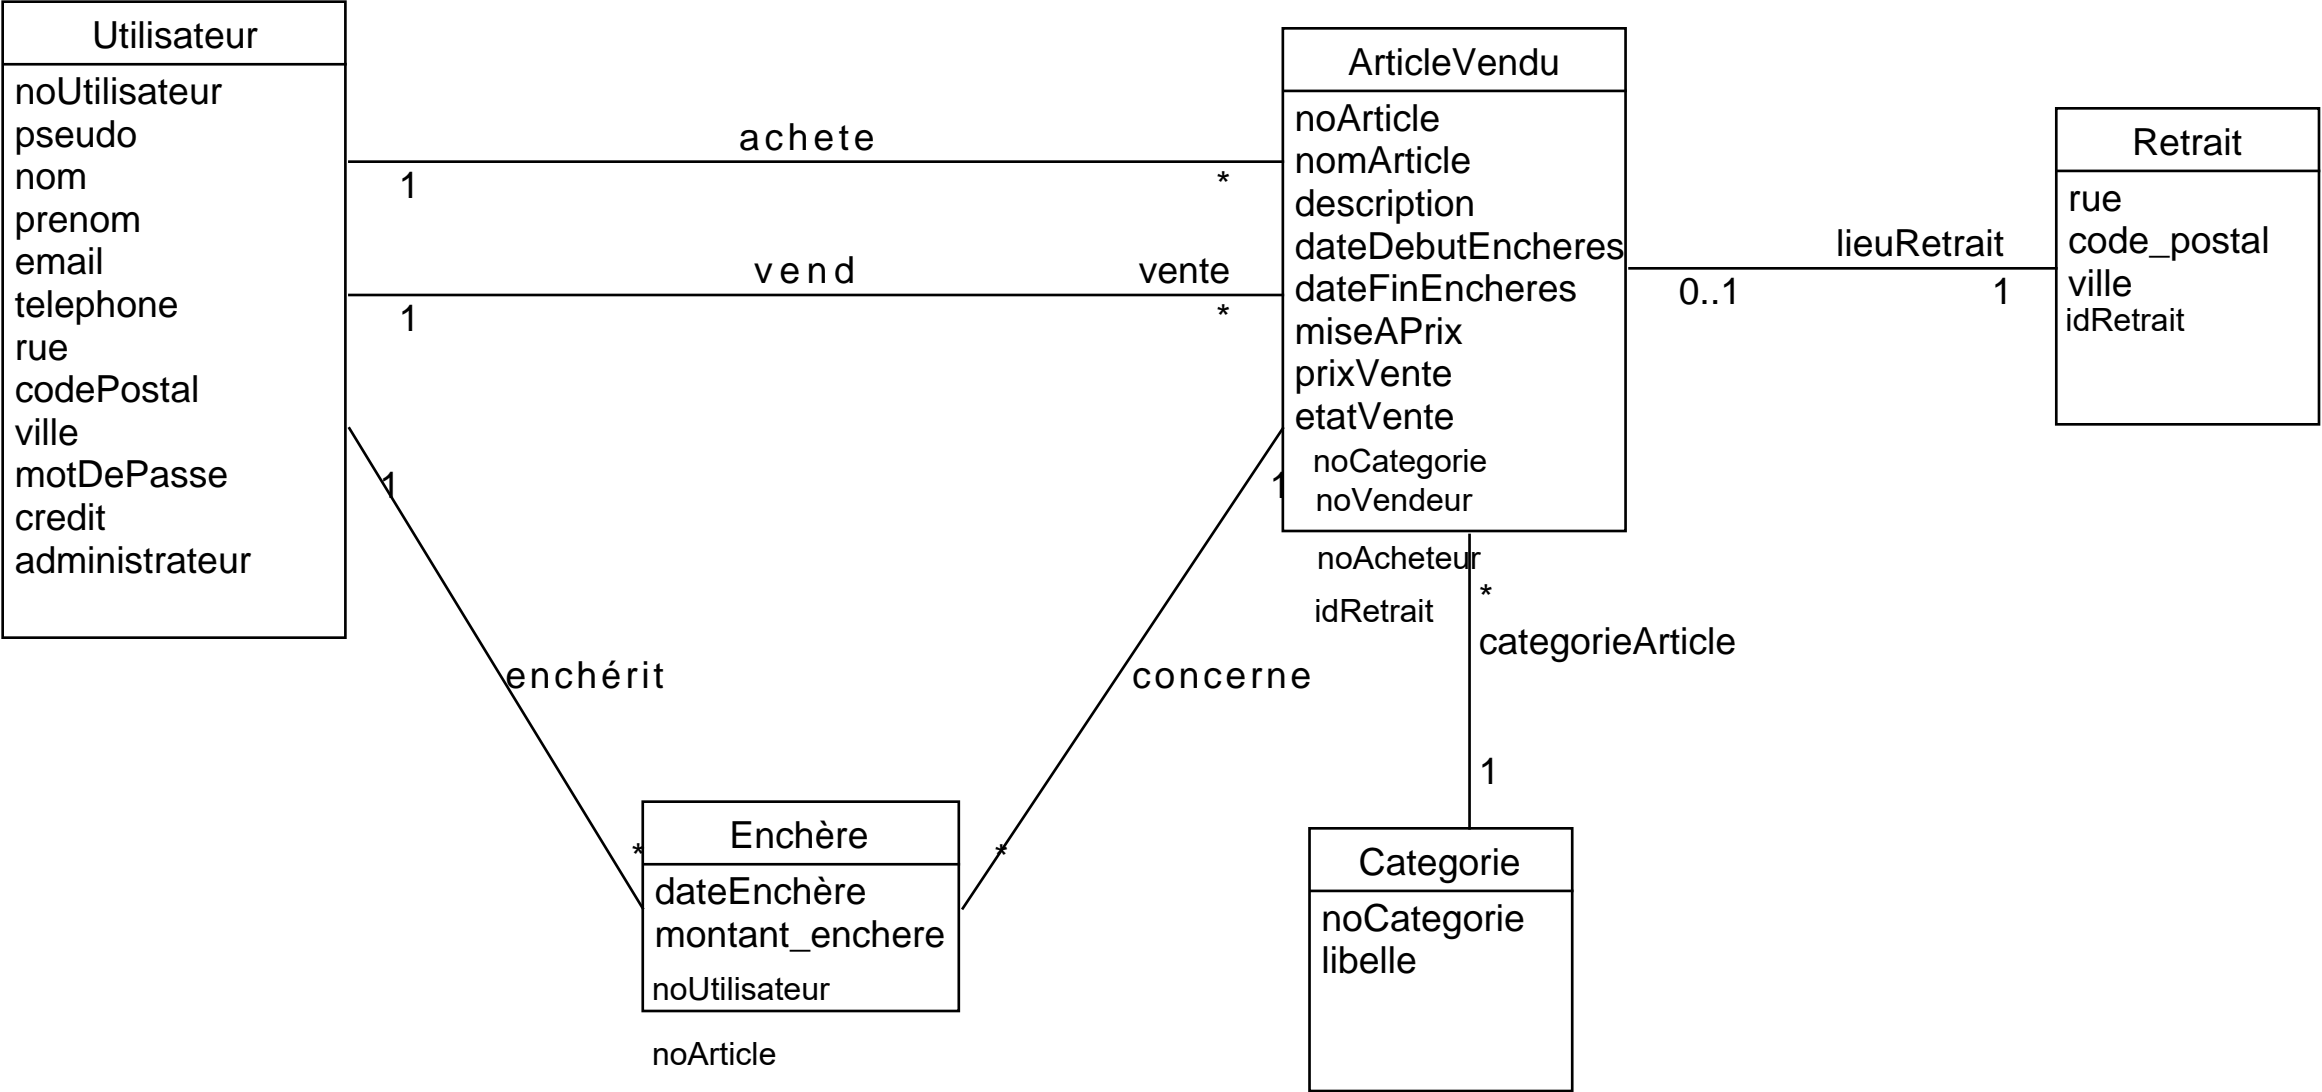 Utilisateur
noUtilisateur
pseudo
nom
prenom
email
telephone
rue
codePostal
ville
motDePasse
credit
administrateur
achete
1
*
vend
vente
1
*
ArticleVendu
noArticle
nomArticle
description
dateDebutEncheres
dateFinEncheres
miseAPrix
prixVente
etatVente
noCategorie
noVendeur
noAcheteur
idRetrait
lieuRetrait
0..1
1
Retrait
rue
code_postal
ville
idRetrait
1
enchérit
*
1
concerne
*
*
categorieArticle
1
Enchère
dateEnchère
montant_enchere
noUtilisateur
noArticle
Categorie
noCategorie
libelle